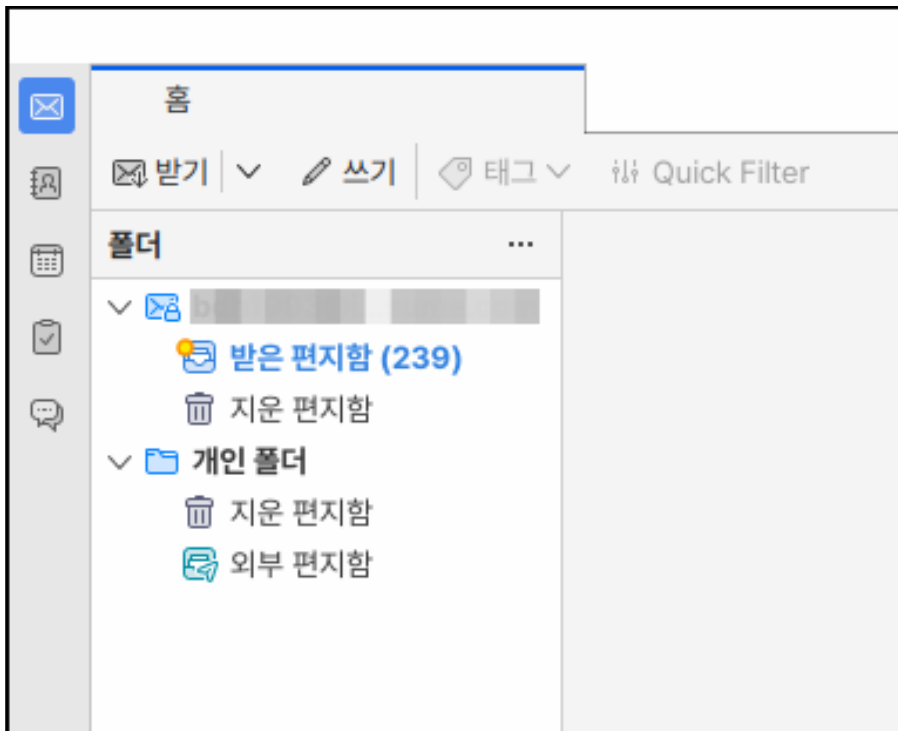 홈
받기 쓰기 태그 Quick Filter
폴더 ...
받은 편지함 (239)
지운 편지함
개인 폴더
지운 편지함
외부 편지함